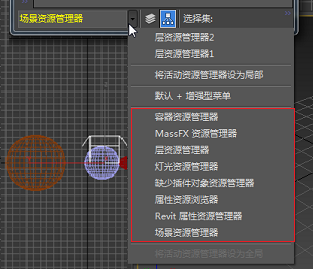 场景资源管理器
选择集:
层资源管理器2
层资源管理器1
将活动资源管理器设为局部
默认 + 增强型菜单
容器资源管理器
MassFX 资源管理器
层资源管理器
灯光资源管理器
缺少插件对象资源管理器
属性资源浏览器
Revit 属性资源管理器
场景资源管理器
将活动资源管理器设为全局